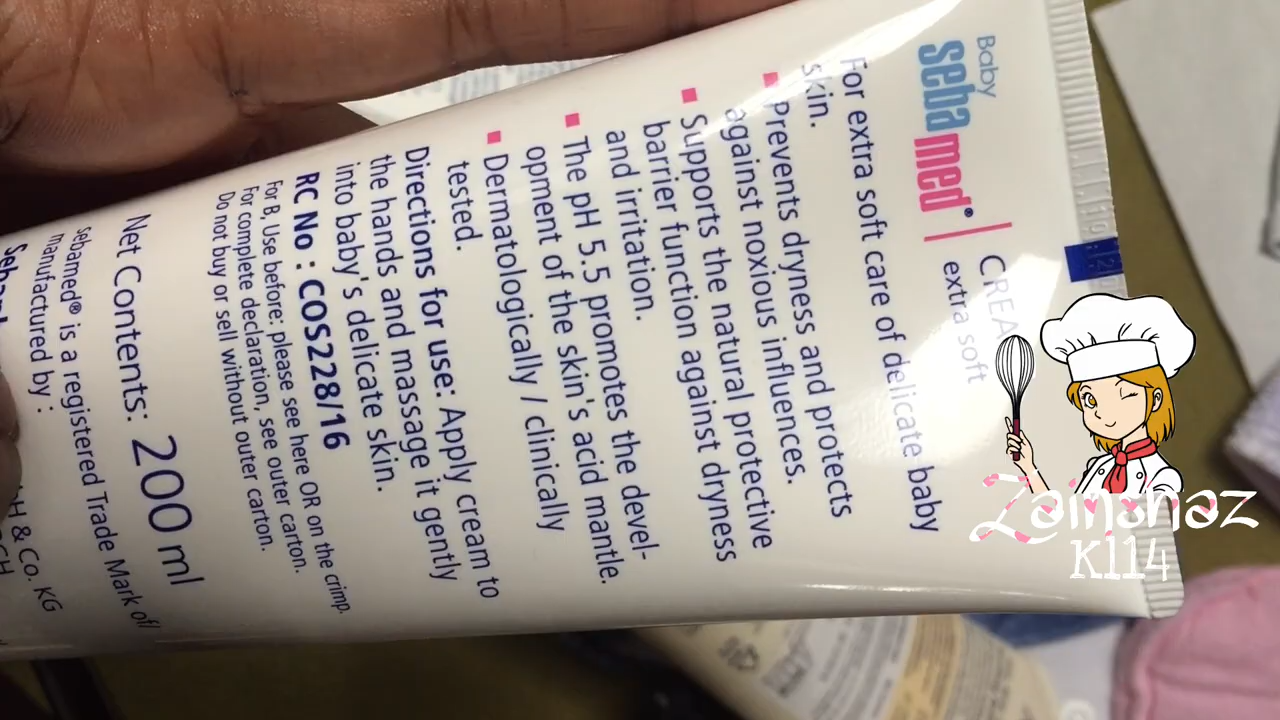 Baby
sebamed®
CREA
extra soft
For extra soft care of delicate baby
skin.
Prevents dryness and protects
against noxious influences.
Supports the natural protective
barrier function against dryness
and irritation.
The pH 5.5 promotes the devel-
opment of the skin's acid mantle.
Dermatologically / clinically
tested.
Directions for use: Apply cream to
the hands and massage it gently
into baby's delicate skin.
RC No : COS228/16
For B, Use before: please see here OR on the crimp.
For complete declaration, see outer carton.
Do not buy or sell without outer carton.
Net Contents: 200 ml
sebamed® is a registered Trade Mark of/
manufactured by :
H & Co. KG
Zainshaz
K114